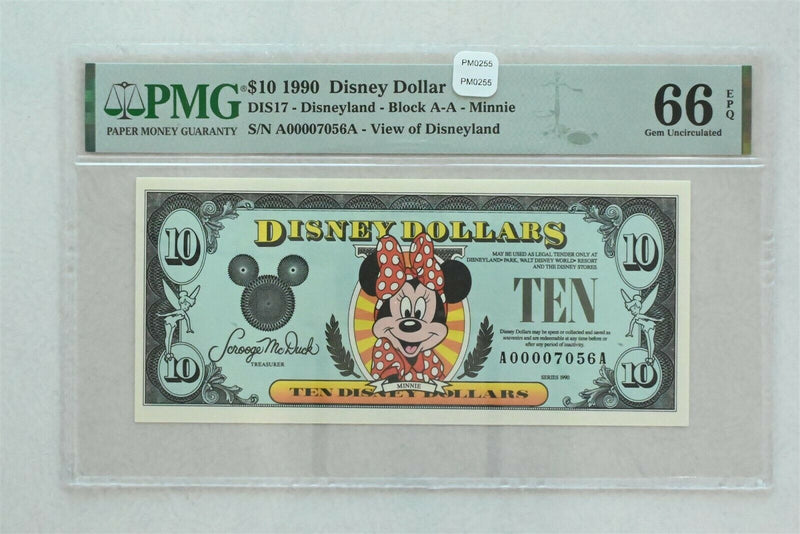 PM0255
PM0255
PMG®
PAPER MONEY GUARANTY
$10 1990 Disney Dollar
DIS17 - Disneyland - Block A-A - Minnie
S/N A00007056A - View of Disneyland
66 EPQ
Gem Uncirculated
10
10
DISNEY DOLLARS
MAY BE USED AS LEGAL TENDER ONLY AT
DISNEYLAND® PARK, WALT DISNEY WORLD® RESORT
AND THE DISNEY STORES
TEN
Disney Dollars may be spent or collected and saved as
souvenirs and are redeemable at any time before or
after any period of inactivity.
A00007056A
SERIES 1990
Scrooge McDuck
TREASURER
MINNIE
10
TEN DISNEY DOLLARS
10